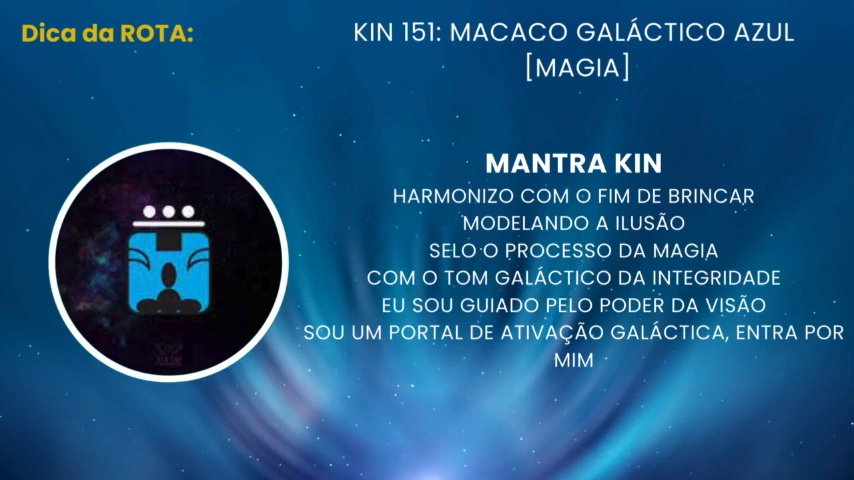 Dica da ROTA:
KIN 151: MACACO GALÁCTICO AZUL
[MAGIA]
MANTRA KIN
HARMONIZO COM O FIM DE BRINCAR
MODELANDO A ILUSÃO
SELO O PROCESSO DA MAGIA
COM O TOM GALÁCTICO DA INTEGRIDADE
EU SOU GUIADO PELO PODER DA VISÃO
SOU UM PORTAL DE ATIVAÇÃO GALÁCTICA, ENTRA POR
MIM